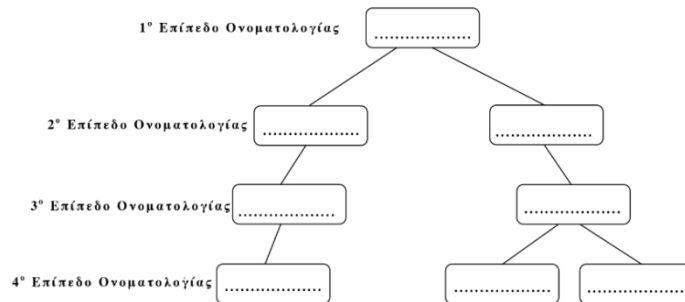 1° Επίπεδο Ονοματολογίας
...................
2° Επίπεδο Ονοματολογίας
................... ...................
3° Επίπεδο Ονοματολογίας
................... ...................
4° Επίπεδο Ονοματολογίας
................... ................... ...................